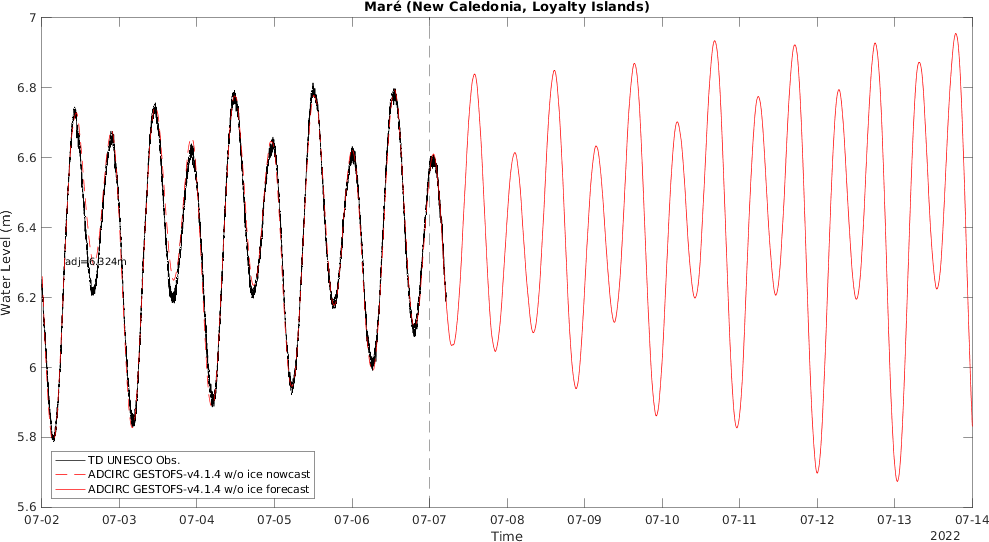 Maré (New Caledonia, Loyalty Islands)
7
6.8
6.6
6.4
6.2
6
5.8
5.6
Water Level (m)
adj=6.324m
TD UNESCO Obs.
ADCIRC GESTOFS-v4.1.4 w/o ice nowcast
ADCIRC GESTOFS-v4.1.4 w/o ice forecast
07-02 07-03 07-04 07-05 07-06 07-07 07-08 07-09 07-10 07-11 07-12 07-13 07-14
Time
2022